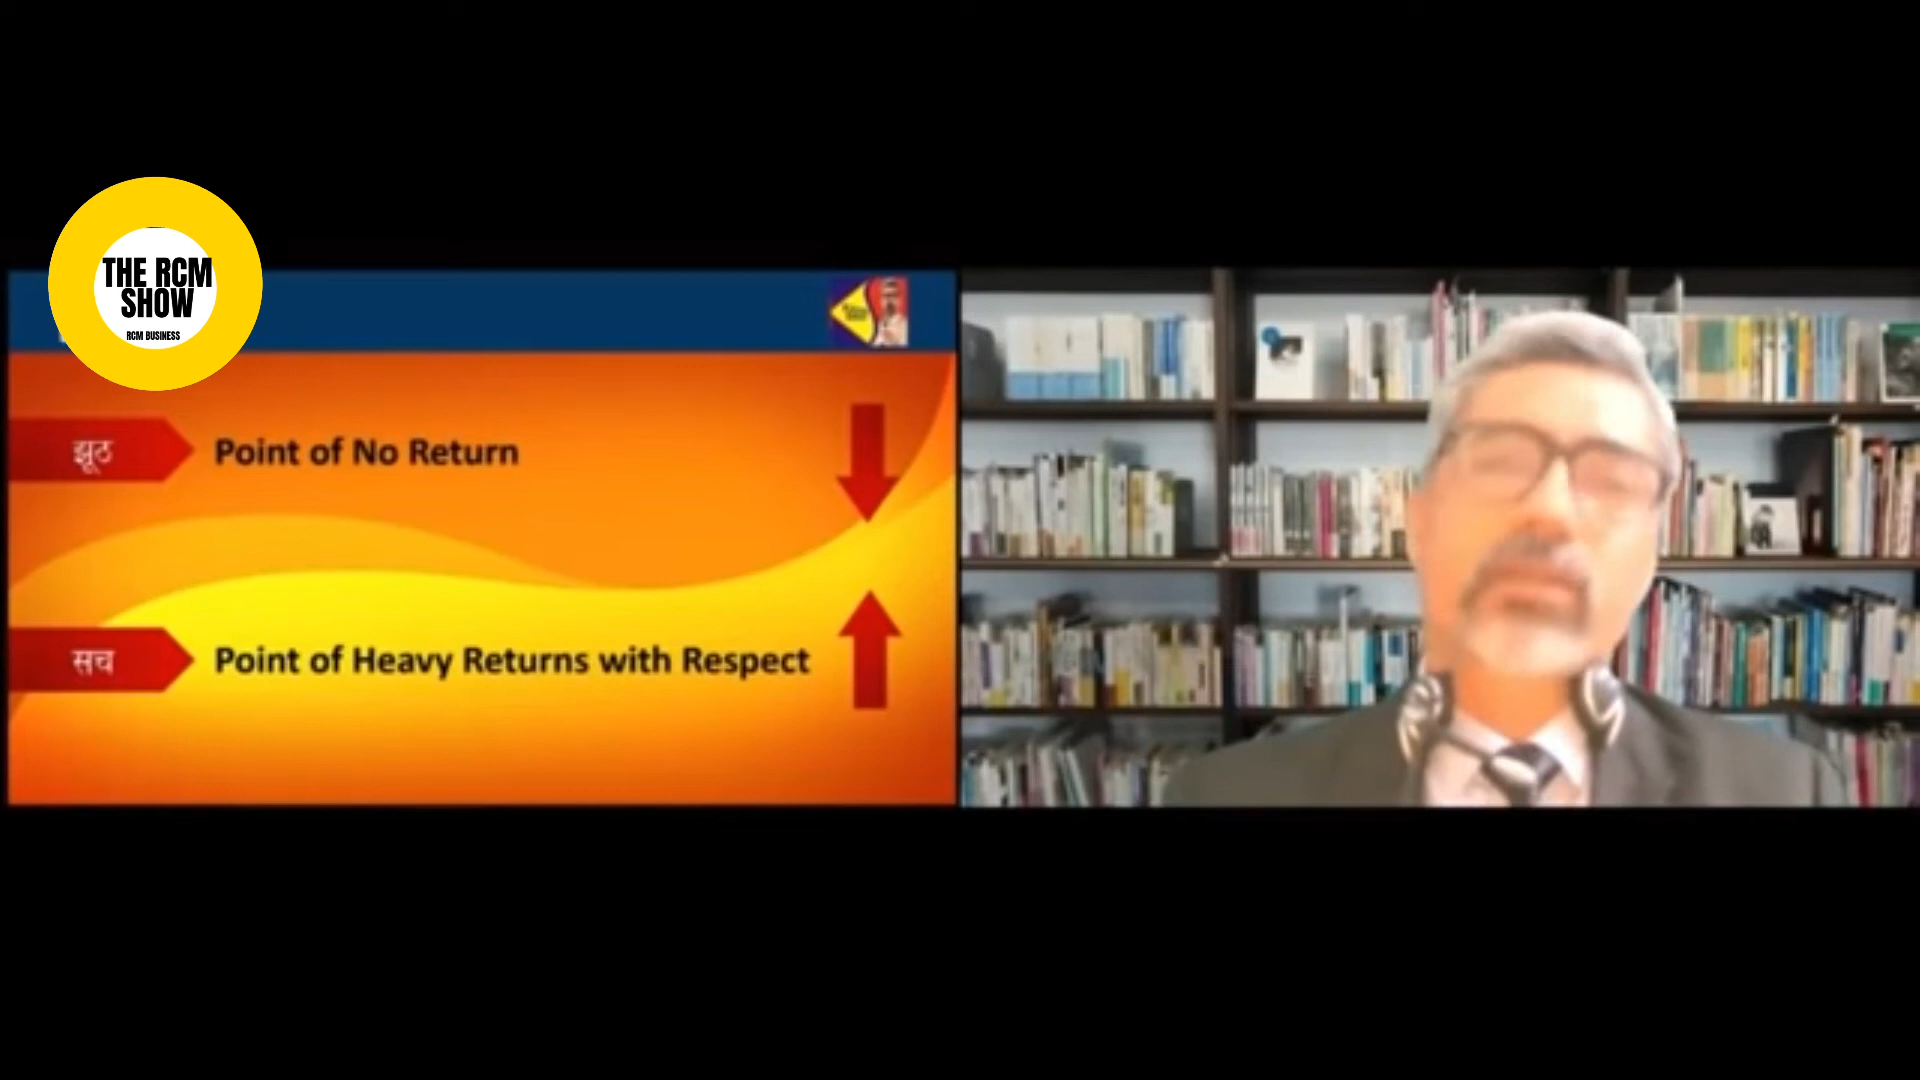 THE RCM
SHOW
RCM BUSINESS
झूठ
Point of No Return
सच
Point of Heavy Returns with Respect